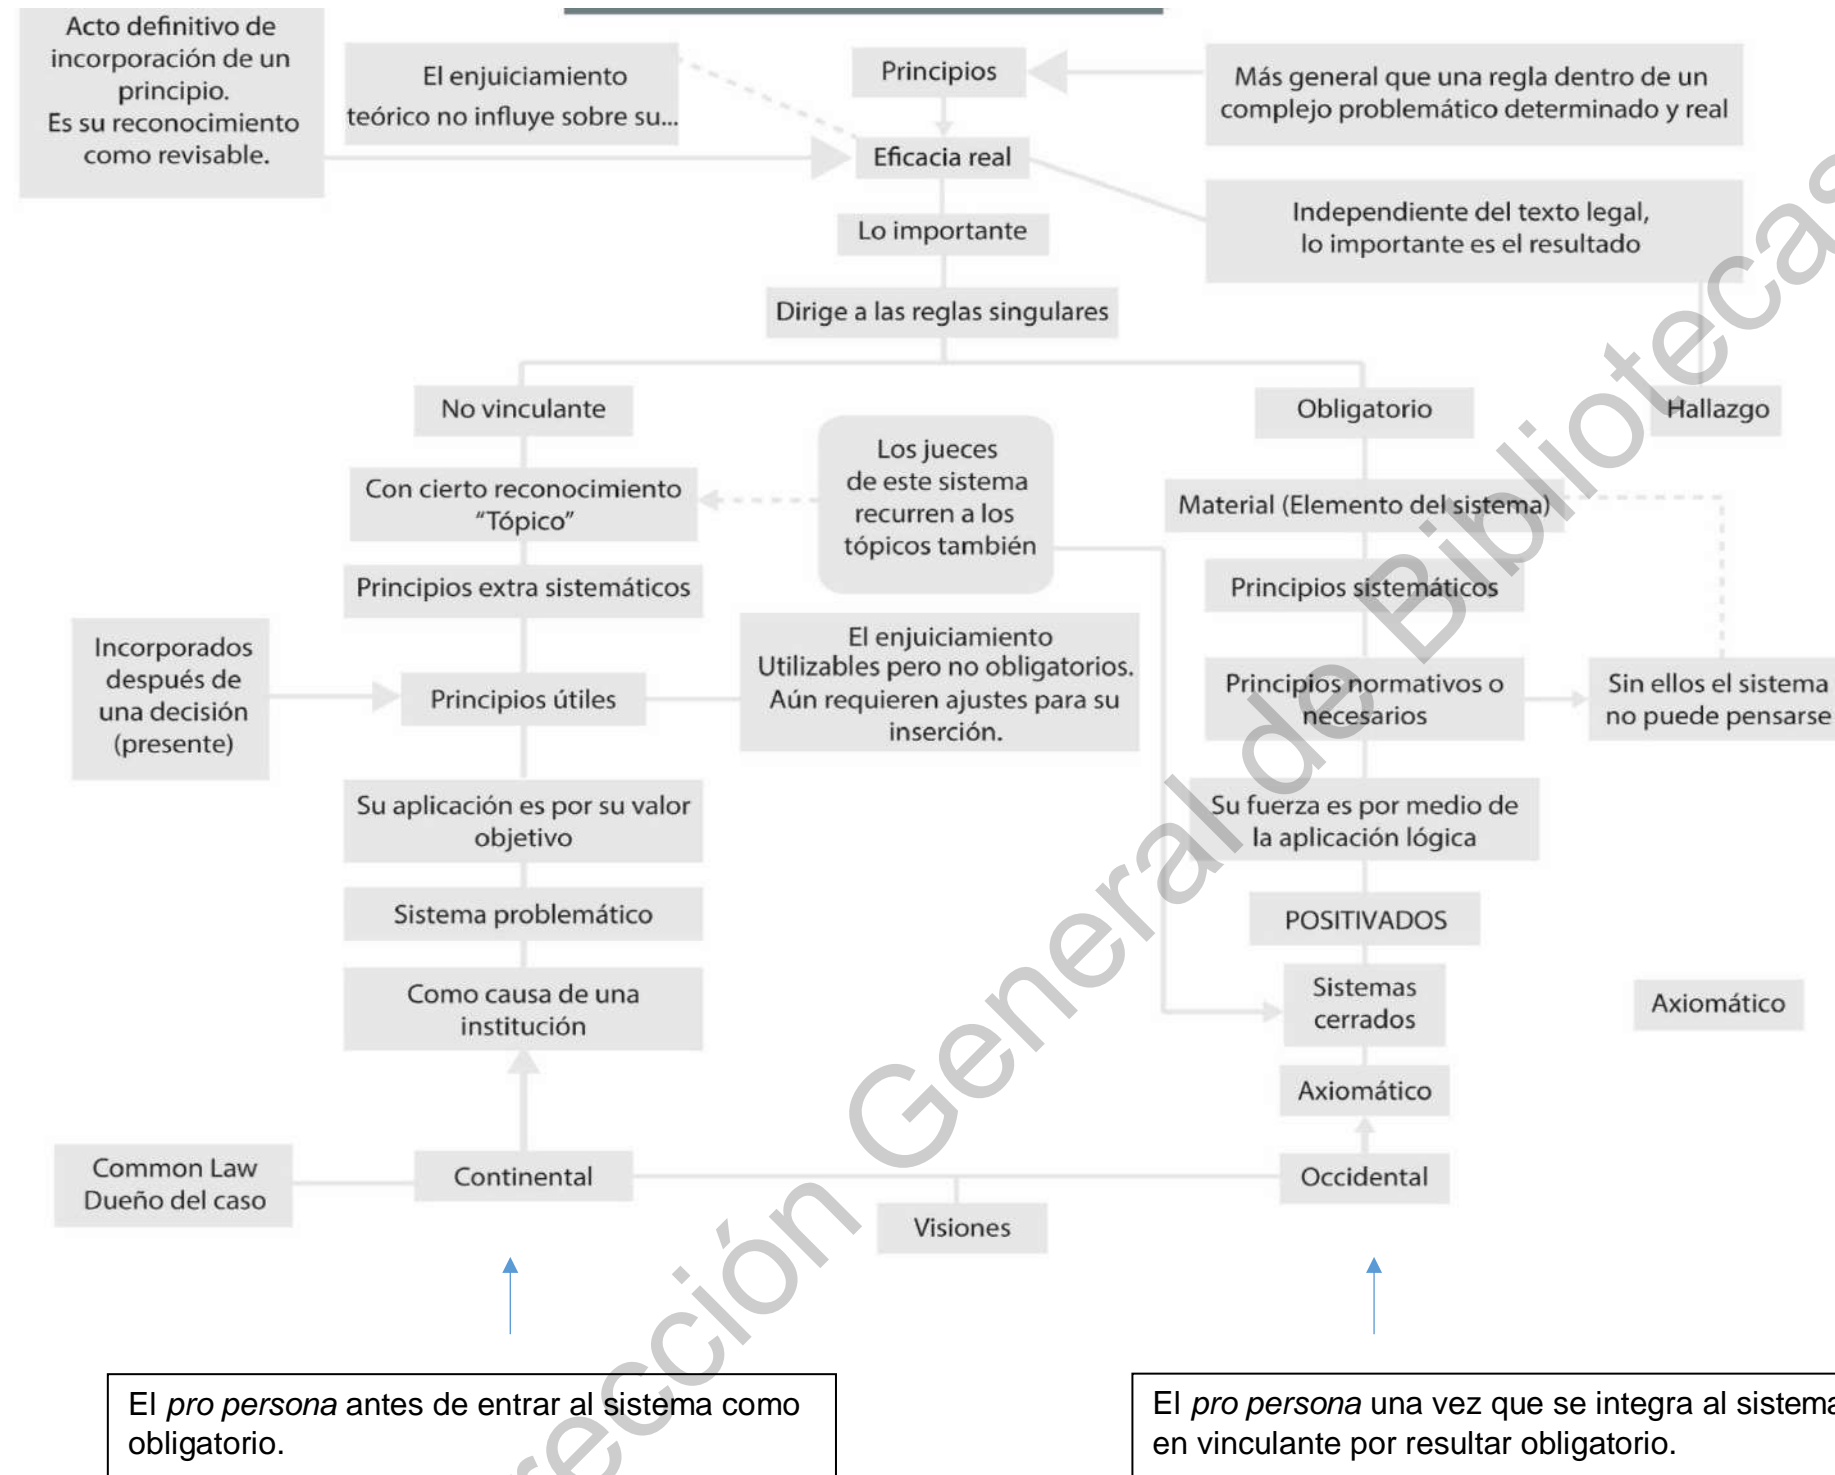 Acto definitivo de
incorporación de un
principio.
Es su reconocimiento
como revisable.
El enjuiciamiento
teórico no influye sobre su...
Principios
Más general que una regla dentro de un
complejo problemático determinado y real
Eficacia real
Independiente del texto legal,
lo importante es el resultado
Lo importante
Dirige a las reglas singulares
No vinculante
Obligatorio
Hallazgo
Con cierto reconocimiento
“Tópico”
Los jueces
de este sistema
recurren a los
tópicos también
Material (Elemento del sistema)
Principios extra sistemáticos
Principios sistemáticos
Incorporados
después de
una decisión
(presente)
Principios útiles
El enjuiciamiento
Utilizables pero no obligatorios.
Aún requieren ajustes para su
inserción.
Principios normativos o
necesarios
Sin ellos el sistema
no puede pensarse
Su aplicación es por su valor
objetivo
Su fuerza es por medio de
la aplicación lógica
Sistema problemático
POSITIVADOS
Como causa de una
institución
Sistemas
cerrados
Axiomático
Axiomático
Common Law
Dueño del caso
Continental
Occidental
Visiones
El pro persona antes de entrar al sistema como
obligatorio.
El pro persona una vez que se integra al sistema
en vinculante por resultar obligatorio.
rección General de Bibliotecas